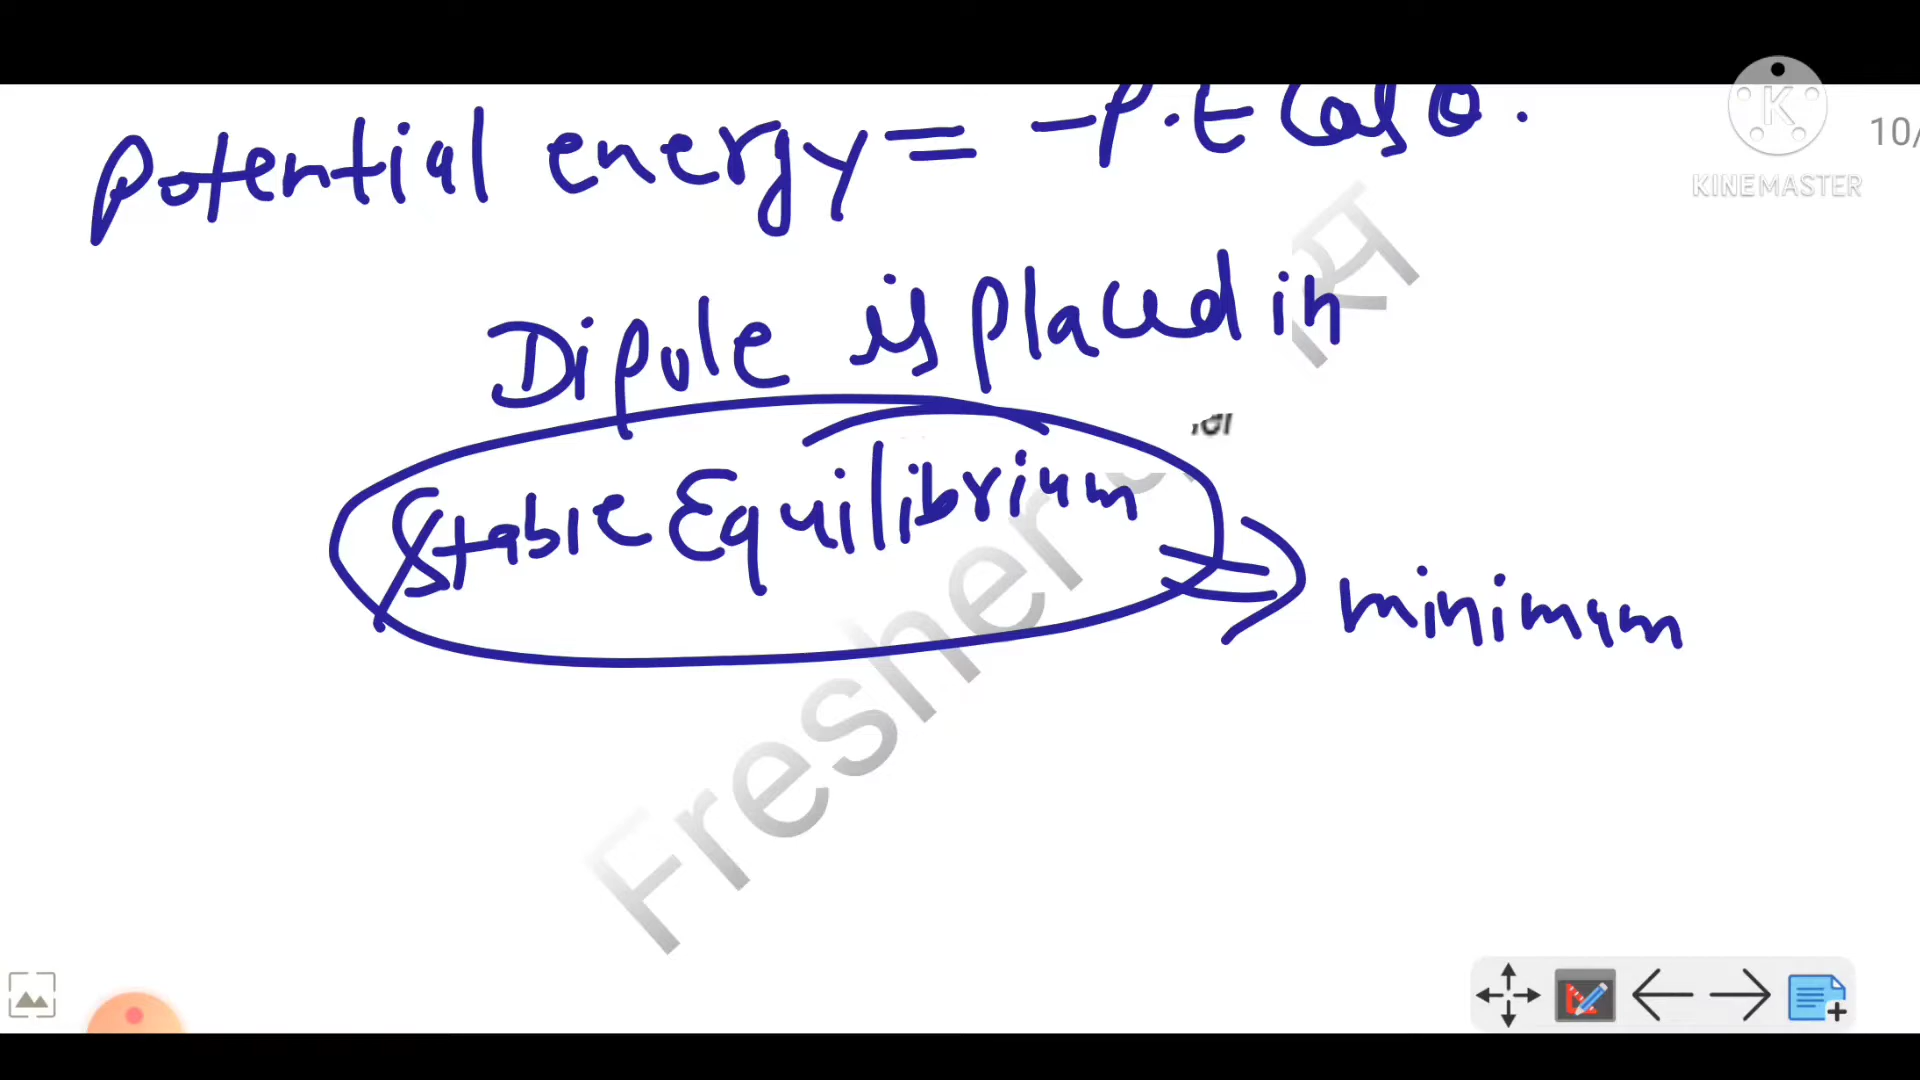 Potential energy = -P.E Cos θ.
Dipole is placed in
Stable Equilibrium ⇒ minimum
Fresher
KINEMASTER
10/